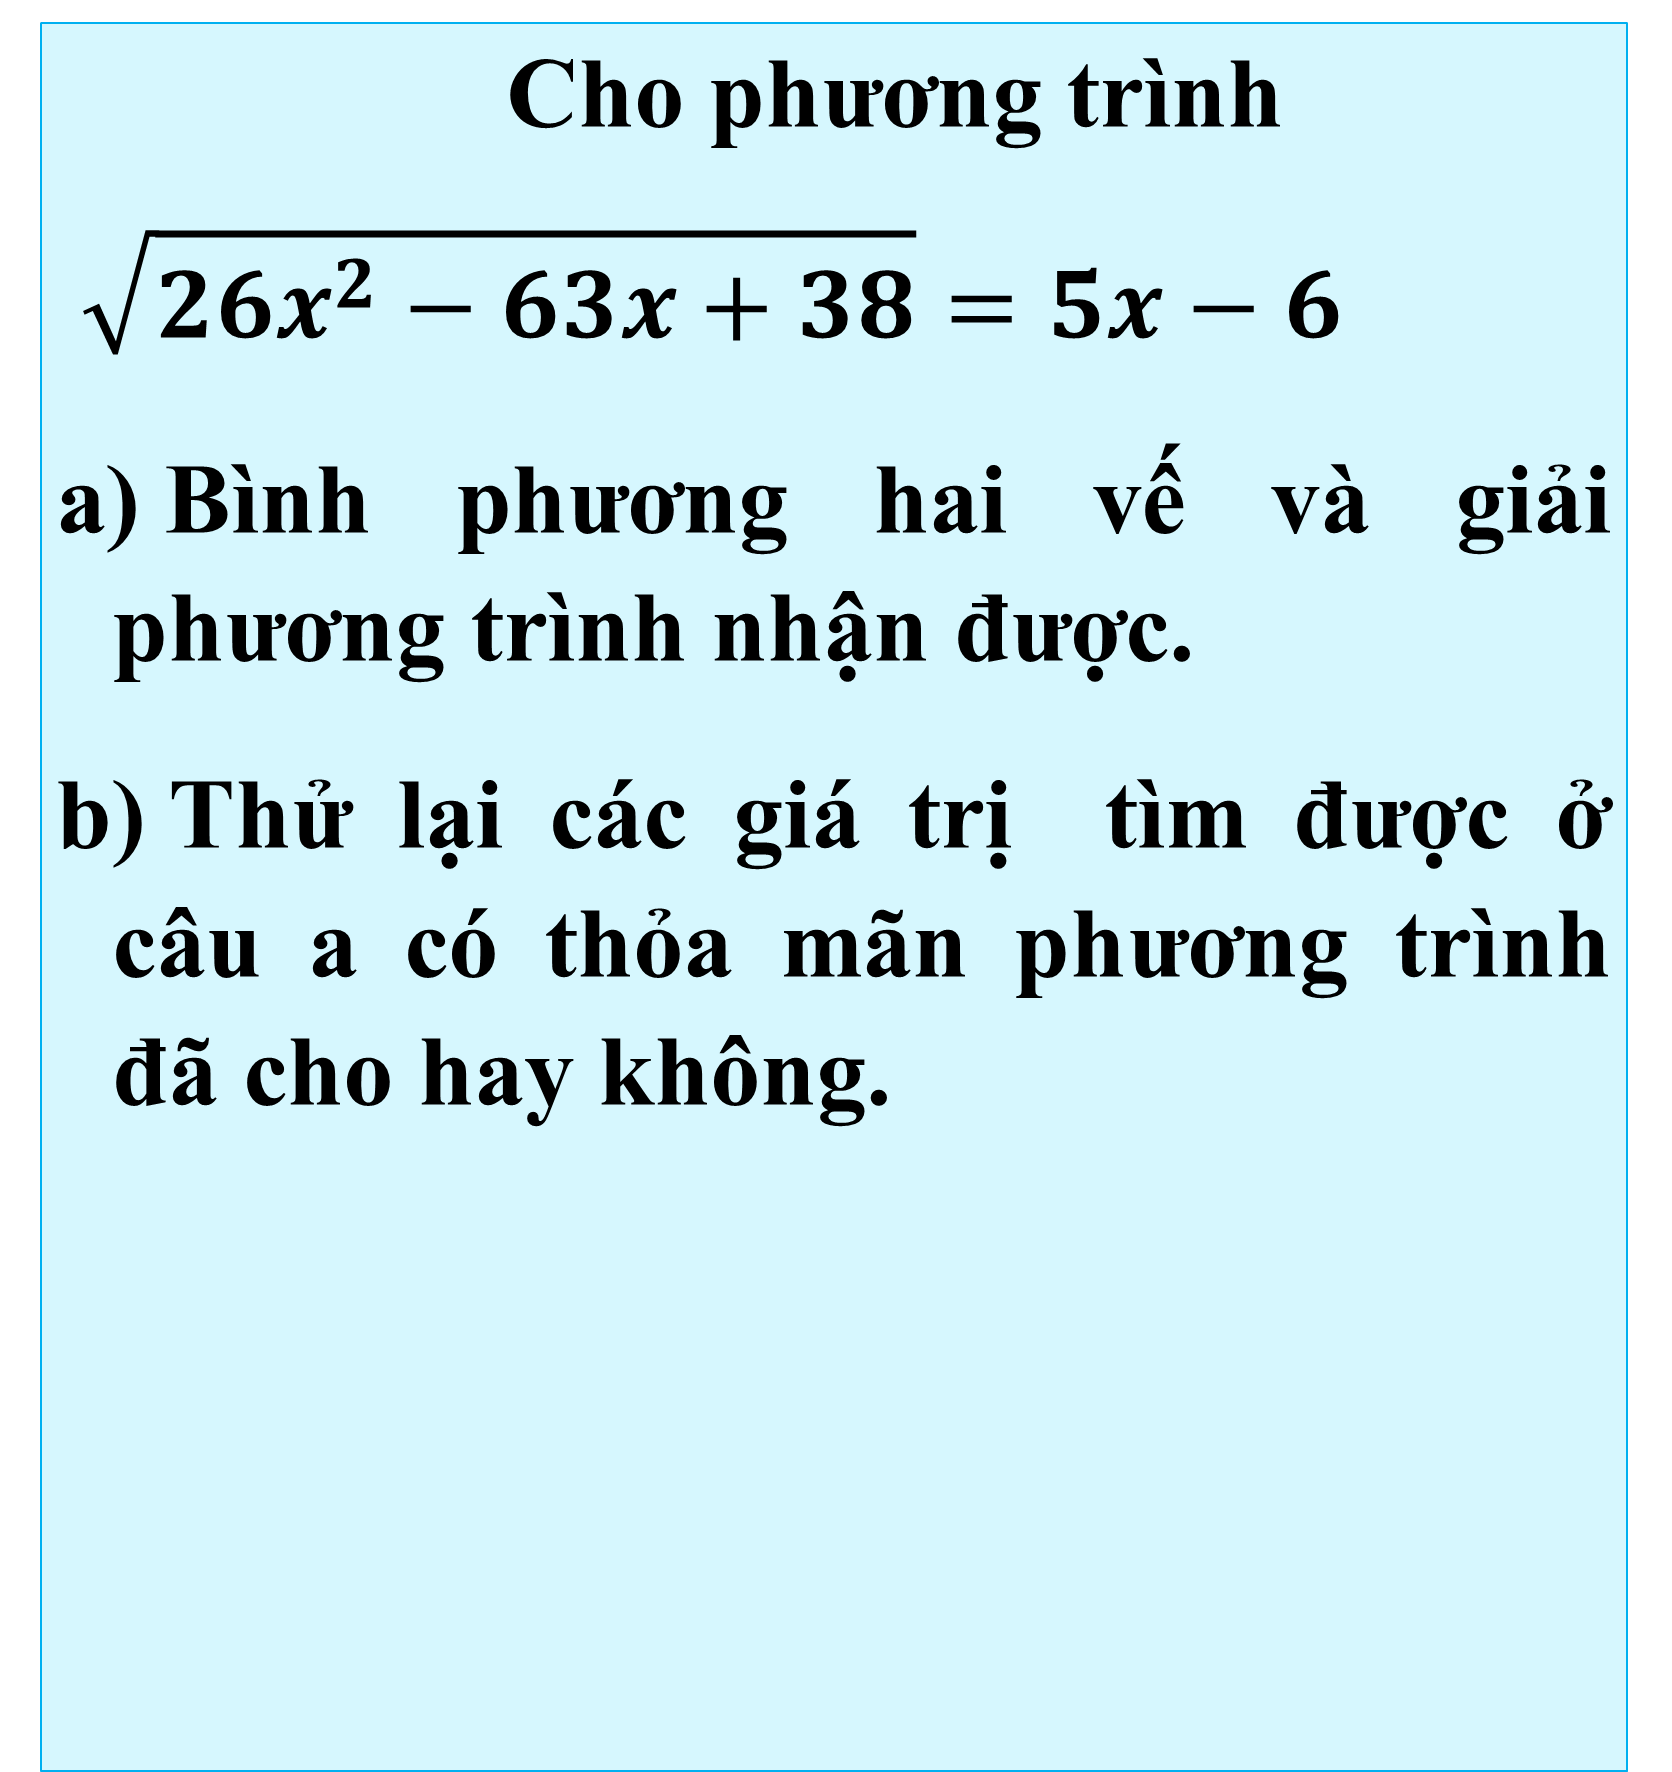 Cho phương trình
√26x² − 63x + 38 = 5x − 6
a) Bình phương hai vế và giải
phương trình nhận được.
b) Thử lại các giá trị tìm được ở
câu a có thỏa mãn phương trình
đã cho hay không.